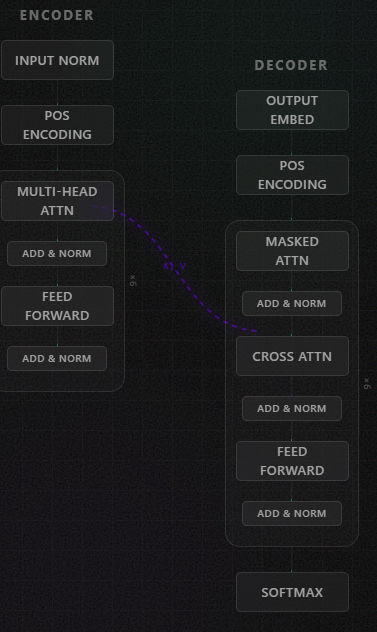 ENCODER
INPUT NORM
POS
ENCODING
MULTI-HEAD
ATTN
ADD & NORM
FEED
FORWARD
ADD & NORM
6×
K, V
DECODER
OUTPUT
EMBED
POS
ENCODING
MASKED
ATTN
ADD & NORM
CROSS ATTN
ADD & NORM
FEED
FORWARD
ADD & NORM
6×
SOFTMAX